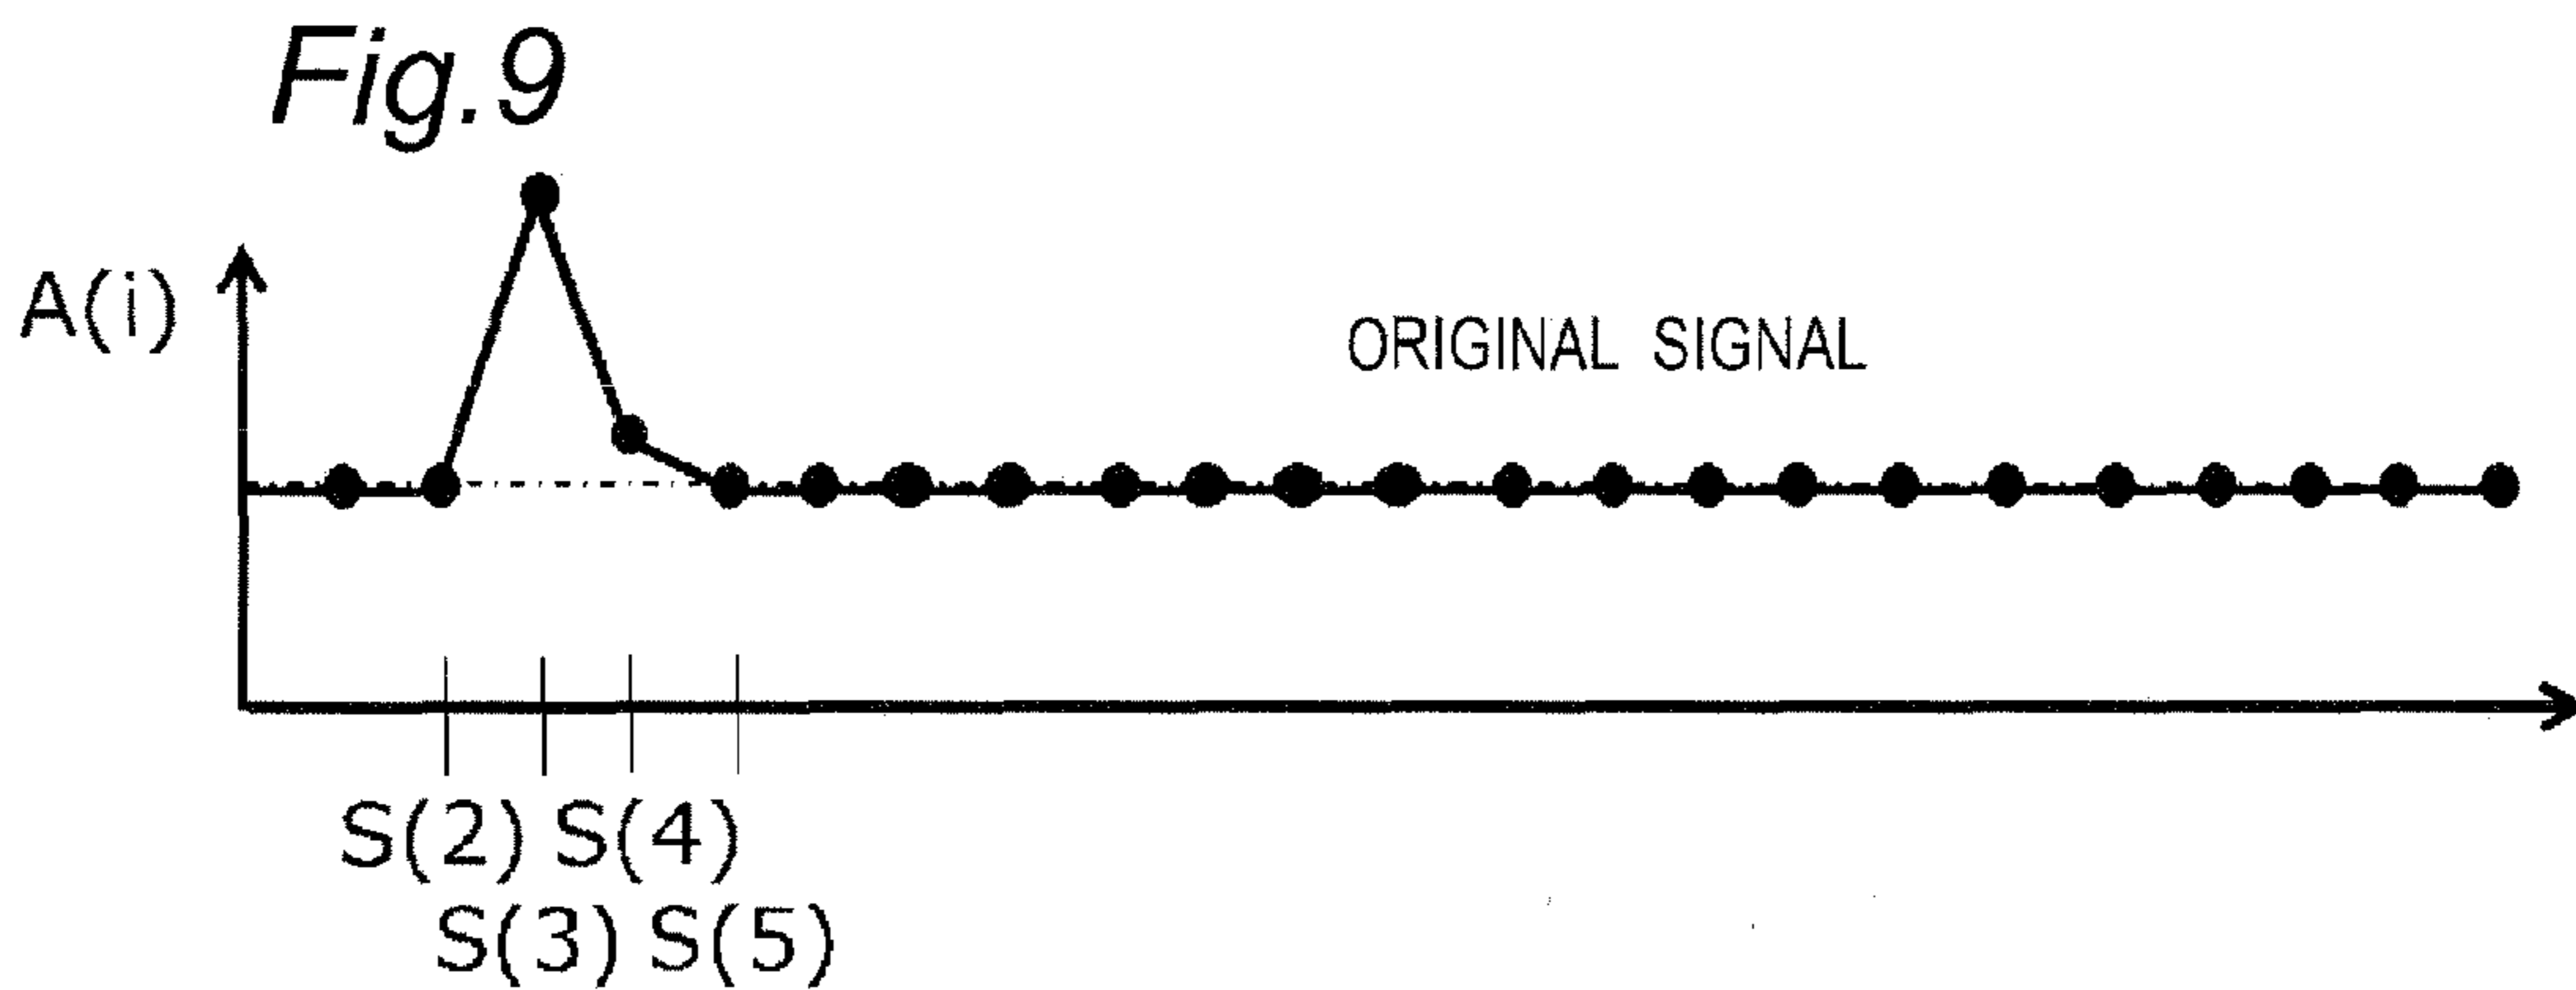 Fig.9
A(i)
ORIGINAL SIGNAL
S(2) S(4)
S(3) S(5)